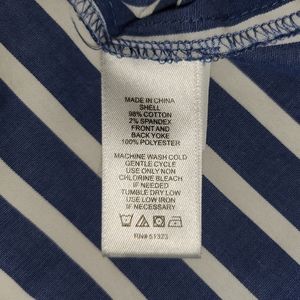 MADE IN CHINA
SHELL
98% COTTON
2% SPANDEX
FRONT AND
BACK YOKE
100% POLYESTER
MACHINE WASH COLD
GENTLE CYCLE
USE ONLY NON
CHLORINE BLEACH
IF NEEDED
TUMBLE DRY LOW
USE LOW IRON
IF NECESSARY
RN# 51323